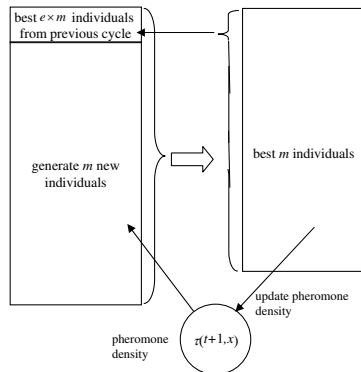 best e×m individuals
from previous cycle
generate m new
individuals
best m individuals
update pheromone
density
pheromone
density
τ(t+1,x)